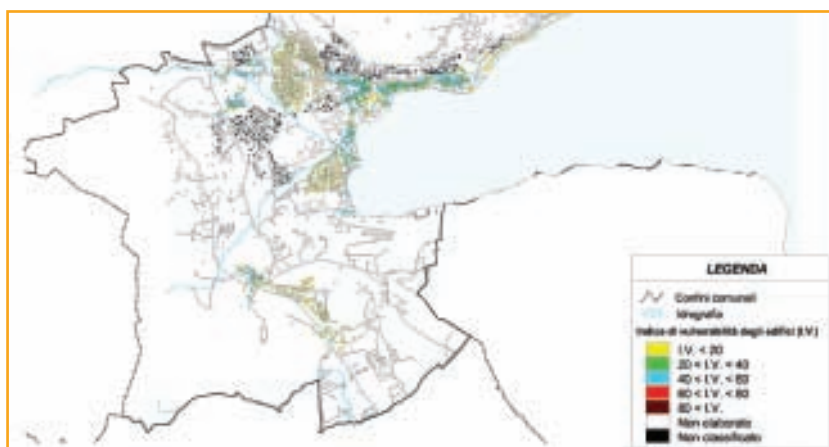 LEGENDA
Confini comunali
Idrografia
Indice di vulnerabilità degli edifici (I.V.)
I.V. < 20
20 < I.V. < 40
40 < I.V. < 60
60 < I.V. < 80
80 < I.V.
Non elaborato
Non classificato